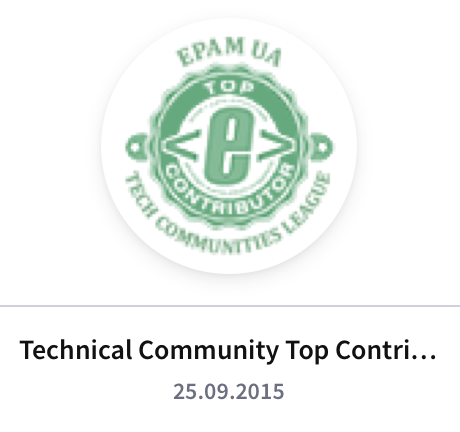 EPAM UA
TOP
<e>
CONTRIBUTOR
TECH COMMUNITIES LEAGUE
Technical Community Top Contri...
25.09.2015